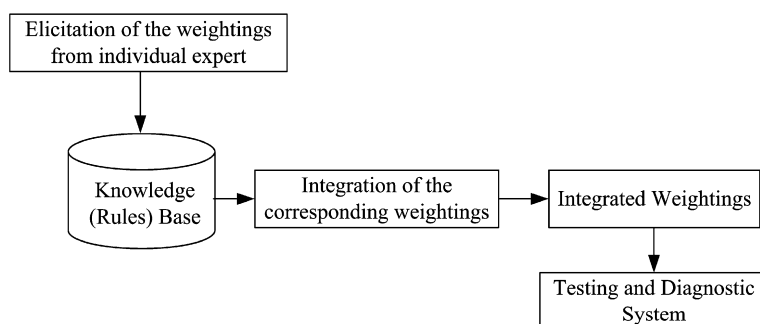 Elicitation of the weightings
from individual expert
Knowledge
(Rules) Base
Integration of the
corresponding weightings
Integrated Weightings
Testing and Diagnostic
System